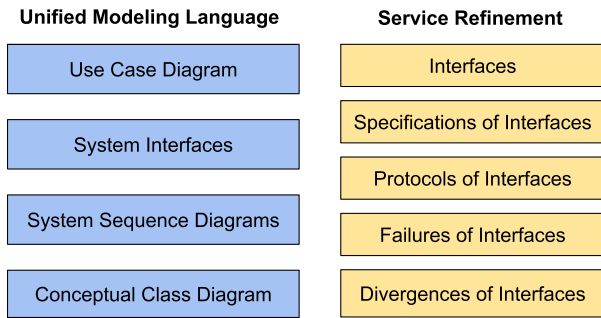 Unified Modeling Language
Use Case Diagram
System Interfaces
System Sequence Diagrams
Conceptual Class Diagram
Service Refinement
Interfaces
Specifications of Interfaces
Protocols of Interfaces
Failures of Interfaces
Divergences of Interfaces